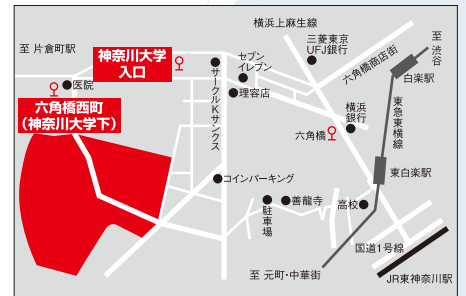 横浜上麻生線
至
渋谷
三菱東京
UFJ銀行
六角橋商店街
至 片倉町駅
神奈川大学
入口
セブン
イレブン
白楽駅
医院
サークルKサンクス
理容店
横浜
銀行
東急東横線
六角橋西町
（神奈川大学下）
六角橋
東白楽駅
コインパーキング
駐車場
善龍寺
高校
国道1号線
至 元町・中華街
JR東神奈川駅